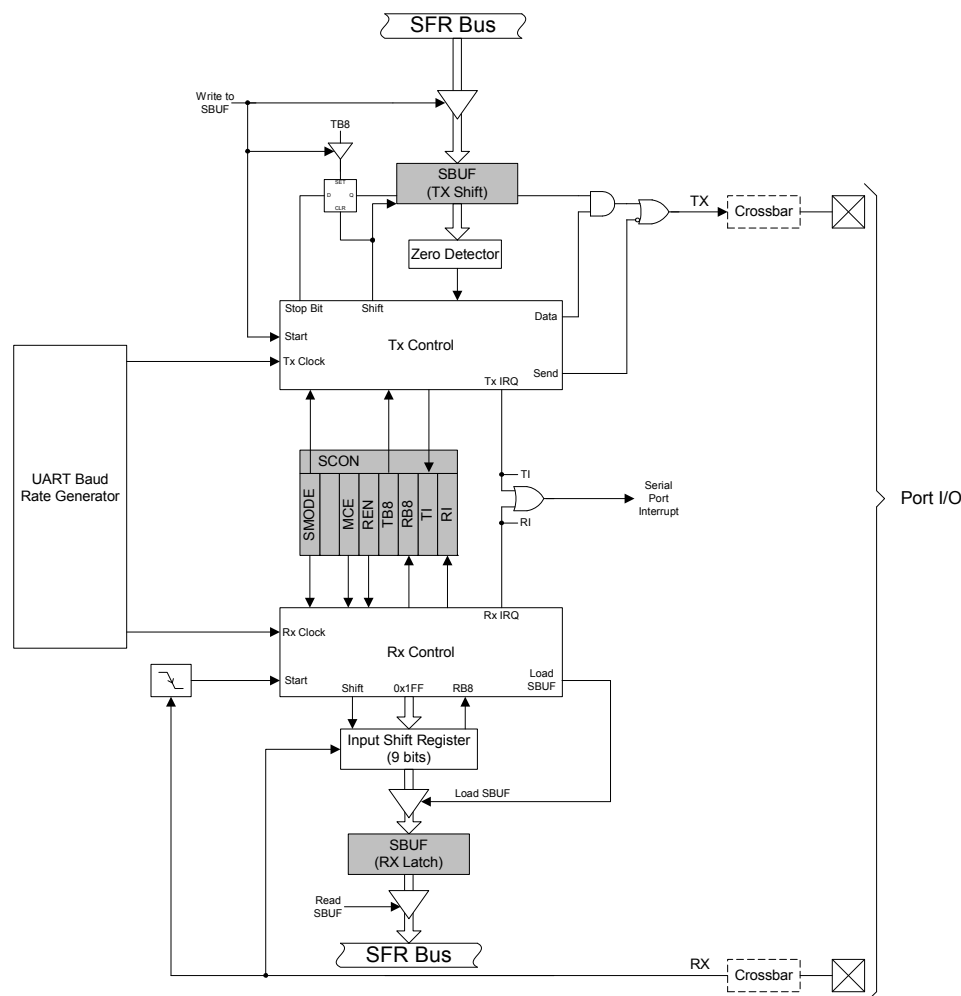 SFR Bus
Write to
SBUF
TB8
SET
D
Q
CLR
SBUF
(TX Shift)
TX
Crossbar
Zero Detector
Stop Bit
Shift
Data
Start
Tx Control
Tx Clock
Send
Tx IRQ
UART Baud
Rate Generator
SCON
SMODE
MCE
REN
TB8
RB8
TI
RI
TI
RI
Serial
Port
Interrupt
Port I/O
Rx IRQ
Rx Clock
Rx Control
Start
Load
SBUF
Shift
0x1FF
RB8
Input Shift Register
(9 bits)
Load SBUF
SBUF
(RX Latch)
Read
SBUF
SFR Bus
RX
Crossbar